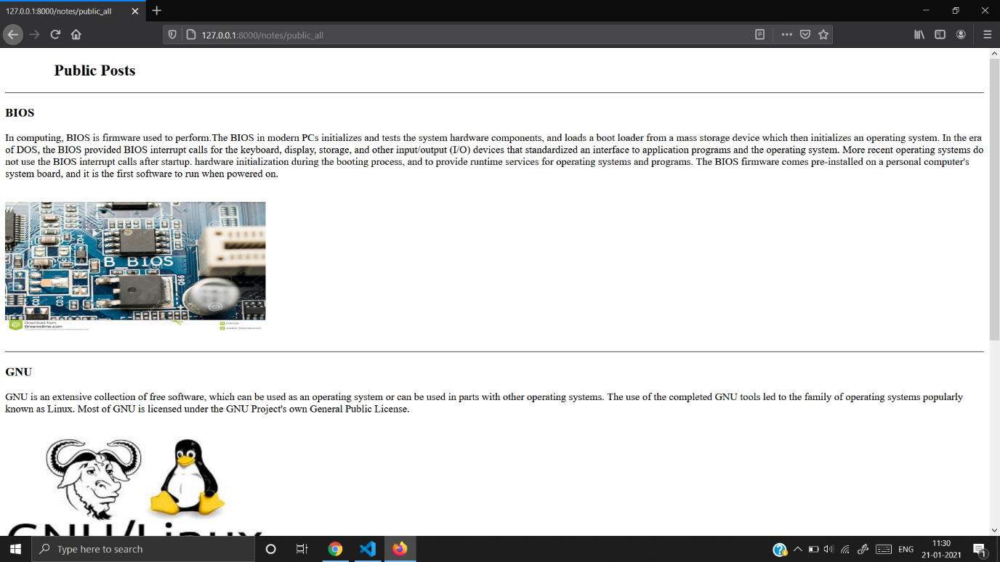 127.0.0.1:8000/notes/public_all
127.0.0.1:8000/notes/public_all
Public Posts
BIOS
In computing, BIOS is firmware used to perform.The BIOS in modern PCs initializes and tests the system hardware components, and loads a boot loader from a mass storage device which then initializes an operating system. In the era
of DOS, the BIOS provided BIOS interrupt calls for the keyboard, display, storage, and other input/output (I/O) devices that standardized an interface to application programs and the operating system. More recent operating systems do
not use the BIOS interrupt calls after startup. hardware initialization during the booting process, and to provide runtime services for operating systems and programs. The BIOS firmware comes pre-installed on a personal computer's
system board, and it is the first software to run when powered on.
B_BIOS
Q56
CD1
CD3
Download from
Dreamstime.com
GNU
GNU is an extensive collection of free software, which can be used as an operating system or can be used in parts with other operating systems. The use of the completed GNU tools led to the family of operating systems popularly
known as Linux. Most of GNU is licensed under the GNU Project's own General Public License.
GNU/Linux
Type here to search
ENG
11:30
21-01-2021
1